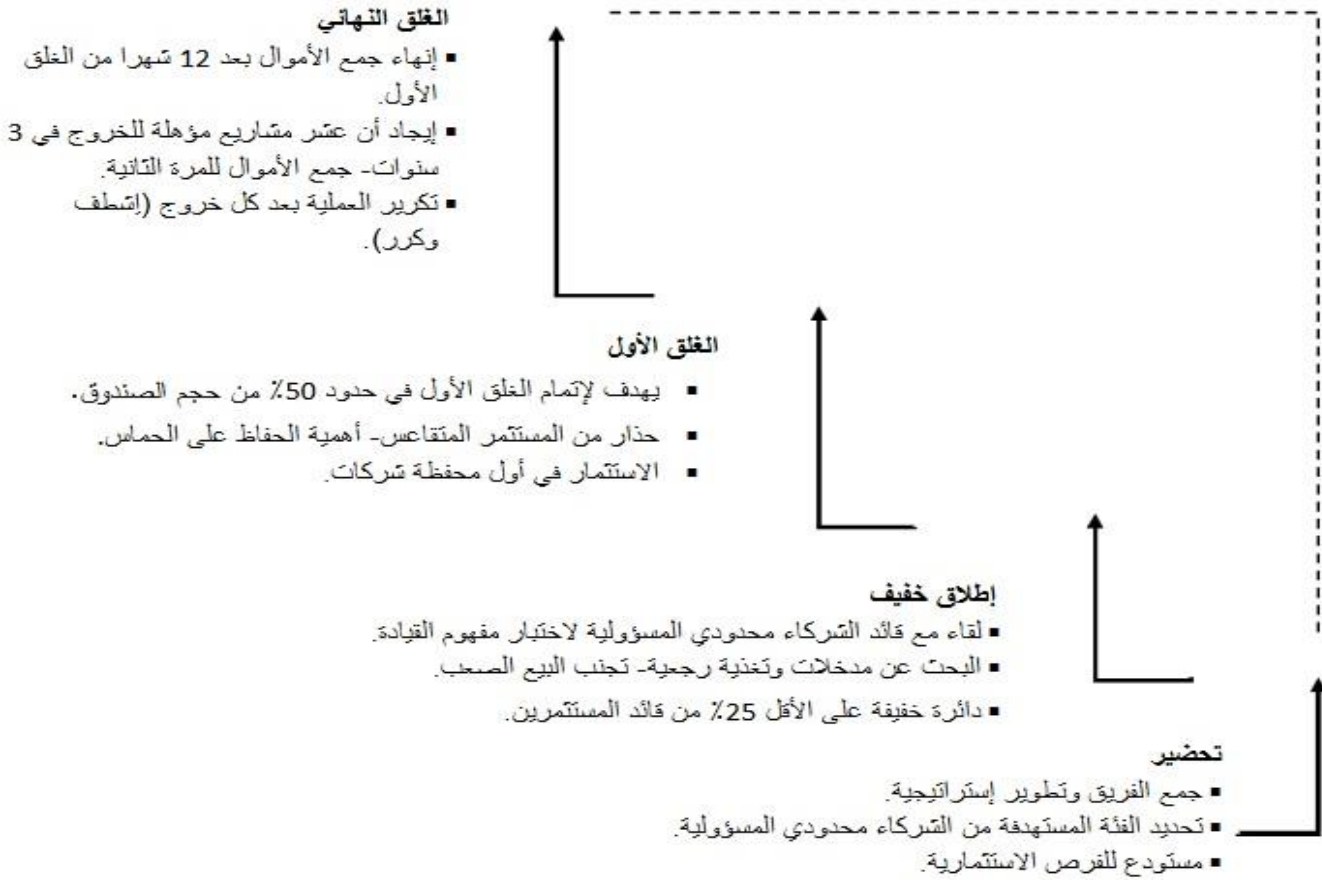 الغلق النهائي
▪ إنهاء جمع الأموال بعد 12 شهرا من الغلق
الأول.
▪ إيجاد أن عشر مشاريع مؤهلة للخروج في 3
سنوات- جمع الأموال للمرة الثانية.
▪ تكرير العملية بعد كل خروج (إشطف
وكرر).
الغلق الأول
▪ يهدف لإتمام الغلق الأول في حدود 50٪ من حجم الصندوق.
▪ حذار من المستثمر المتقاعس- أهمية الحفاظ على الحماس.
▪ الاستثمار في أول محفظة شركات.
إطلاق خفيف
▪ لقاء مع قائد الشركاء محدودي المسؤولية لاختبار مفهوم القيادة.
▪ البحث عن مدخلات وتغذية رجعية- تجنب البيع الصعب.
▪ دائرة خفيفة على الأقل 25٪ من قائد المستثمرين.
تحضير
▪ جمع الفريق وتطوير إستراتيجية.
▪ تحديد الفئة المستهدفة من الشركاء محدودي المسؤولية.
▪ مستودع للفرص الاستثمارية.